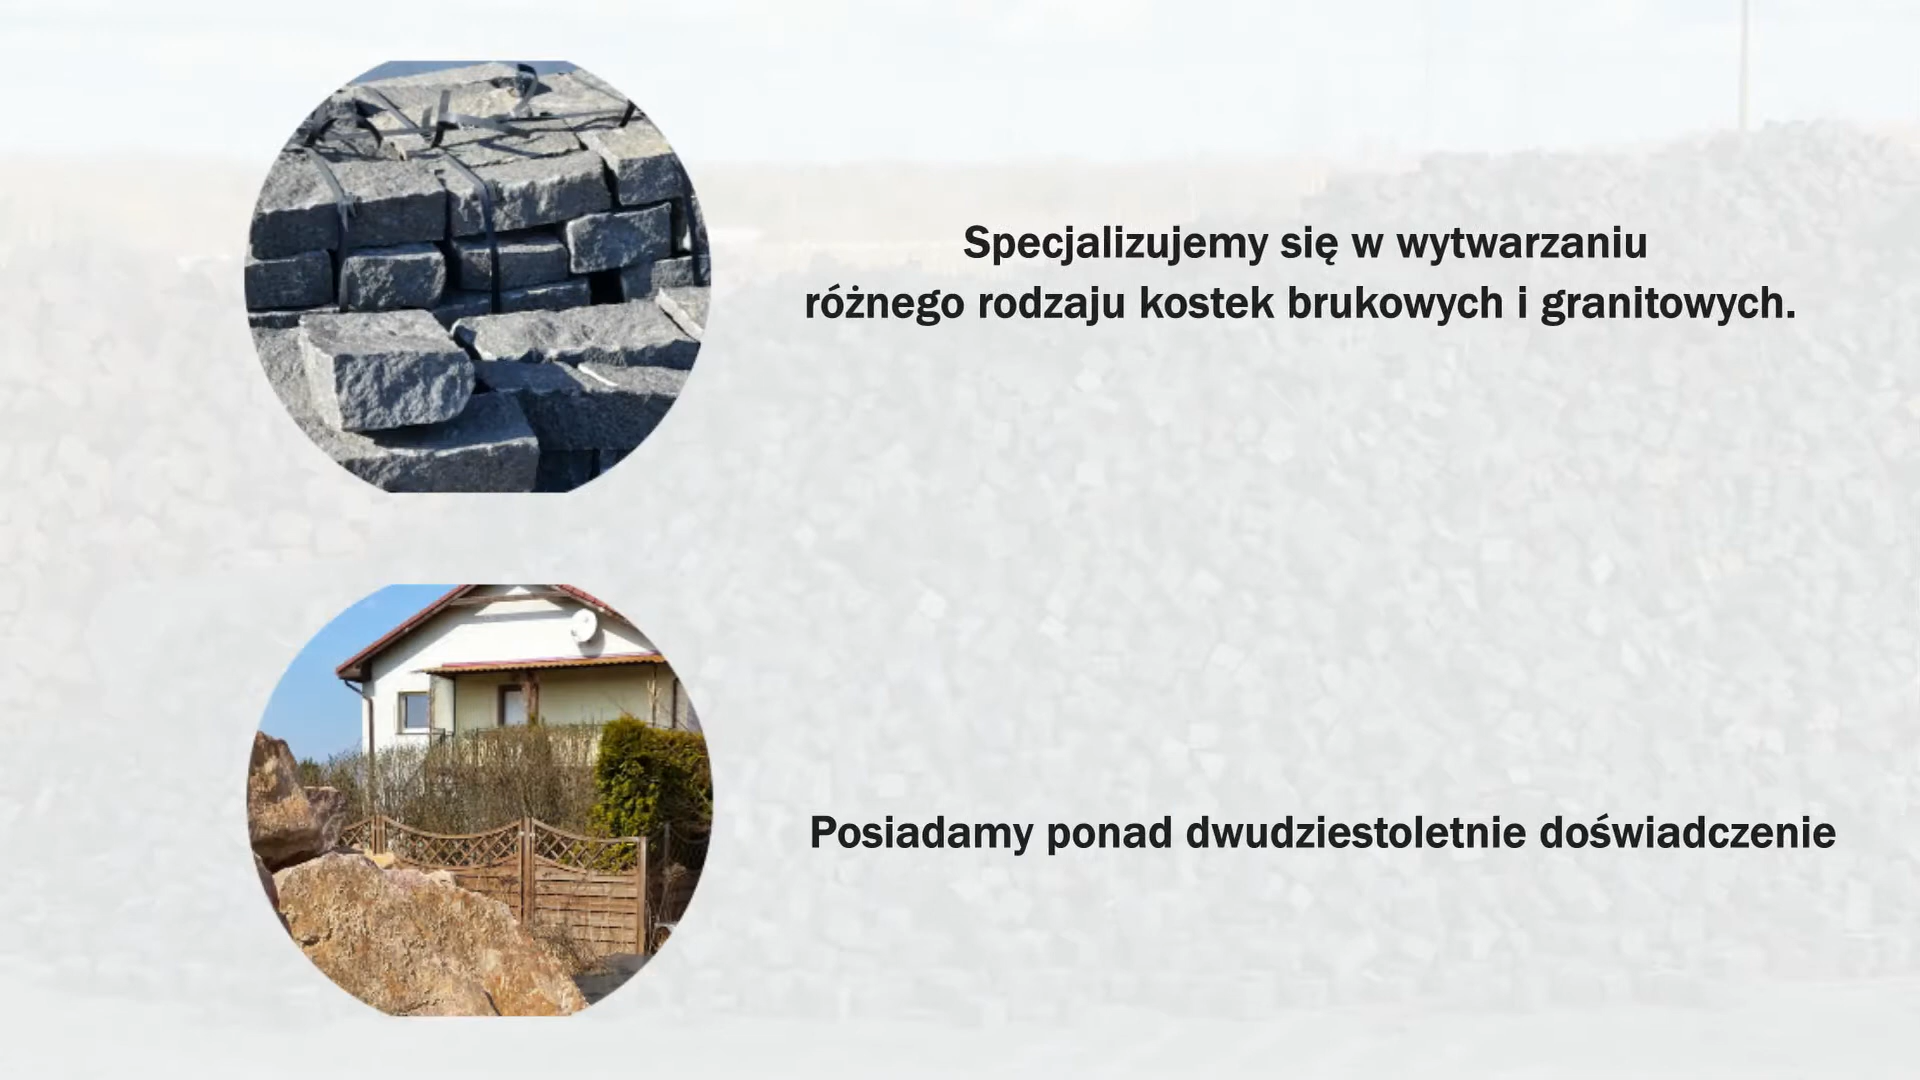 Specjalizujemy się w wytwarzaniu
różnego rodzaju kostek brukowych i granitowych.
Posiadamy ponad dwudziestoletnie doświadczenie